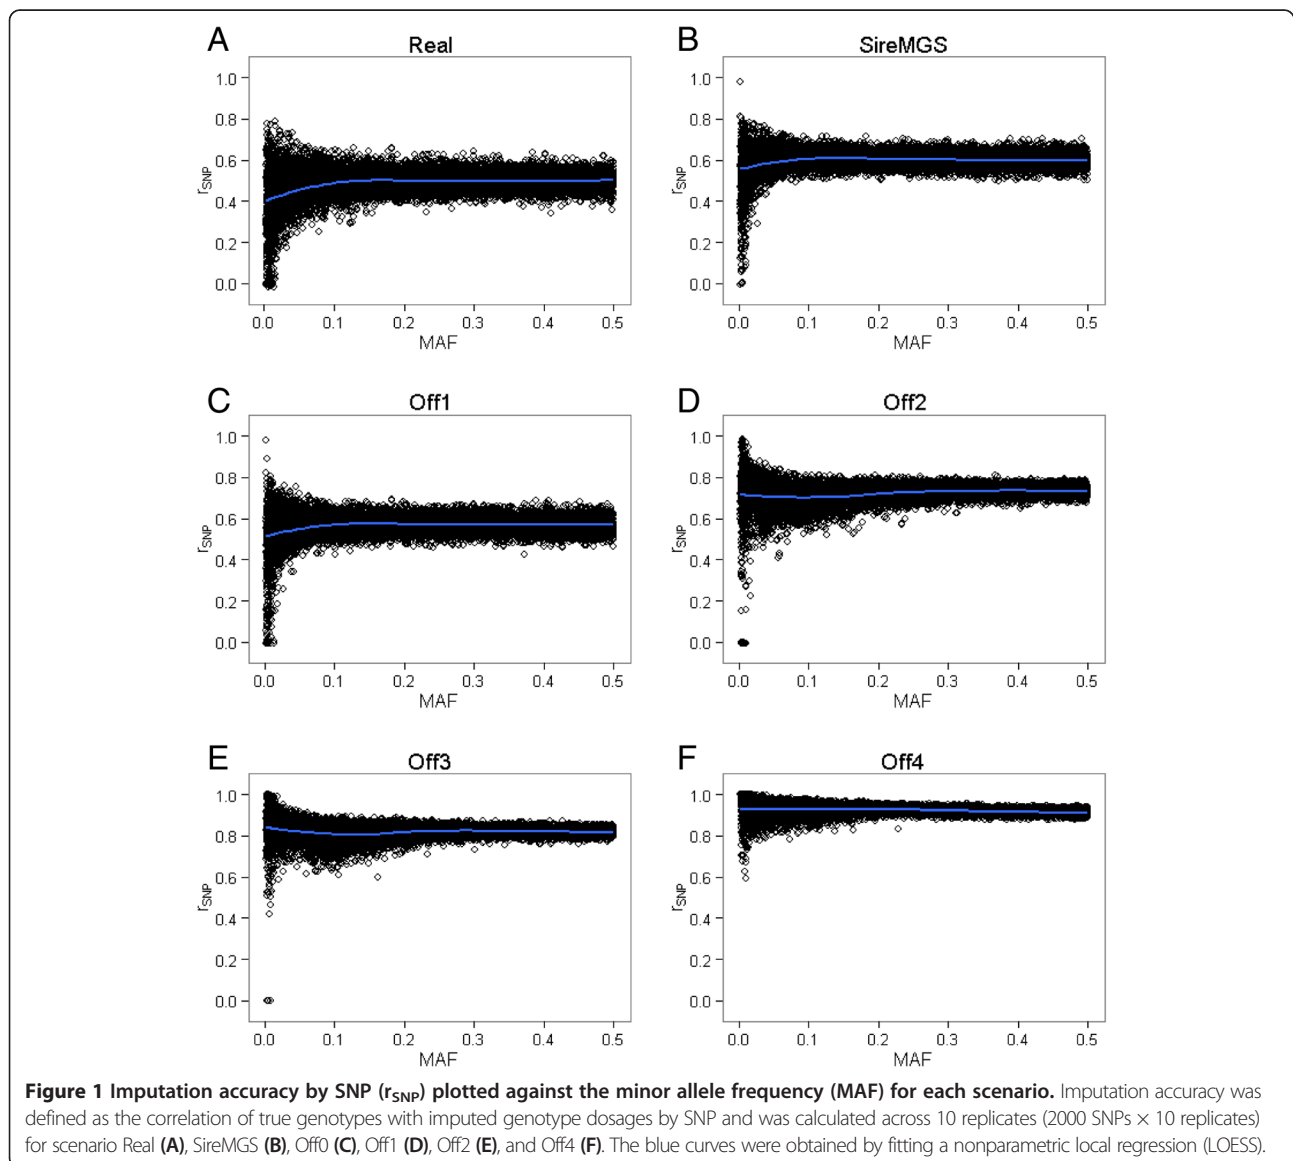 A
Real
1.0
0.8
0.6
0.4
0.2
0.0
rSNP
0.0 0.1 0.2 0.3 0.4 0.5
MAF
B
SireMGS
1.0
0.8
0.6
0.4
0.2
0.0
rSNP
0.0 0.1 0.2 0.3 0.4 0.5
MAF
C
Off1
1.0
0.8
0.6
0.4
0.2
0.0
rSNP
0.0 0.1 0.2 0.3 0.4 0.5
MAF
D
Off2
1.0
0.8
0.6
0.4
0.2
0.0
rSNP
0.0 0.1 0.2 0.3 0.4 0.5
MAF
E
Off3
1.0
0.8
0.6
0.4
0.2
0.0
rSNP
0.0 0.1 0.2 0.3 0.4 0.5
MAF
F
Off4
1.0
0.8
0.6
0.4
0.2
0.0
rSNP
0.0 0.1 0.2 0.3 0.4 0.5
MAF
Figure 1 Imputation accuracy by SNP (rSNP) plotted against the minor allele frequency (MAF) for each scenario. Imputation accuracy was
defined as the correlation of true genotypes with imputed genotype dosages by SNP and was calculated across 10 replicates (2000 SNPs × 10 replicates)
for scenario Real (A), SireMGS (B), Off0 (C), Off1 (D), Off2 (E), and Off4 (F). The blue curves were obtained by fitting a nonparametric local regression (LOESS).